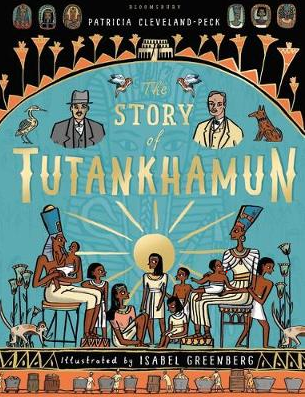 BLOOMSBURY
PATRICIA CLEVELAND-PECK
The
STORY
of
TUTANKHAMUN
Illustrated by ISABEL GREENBERG